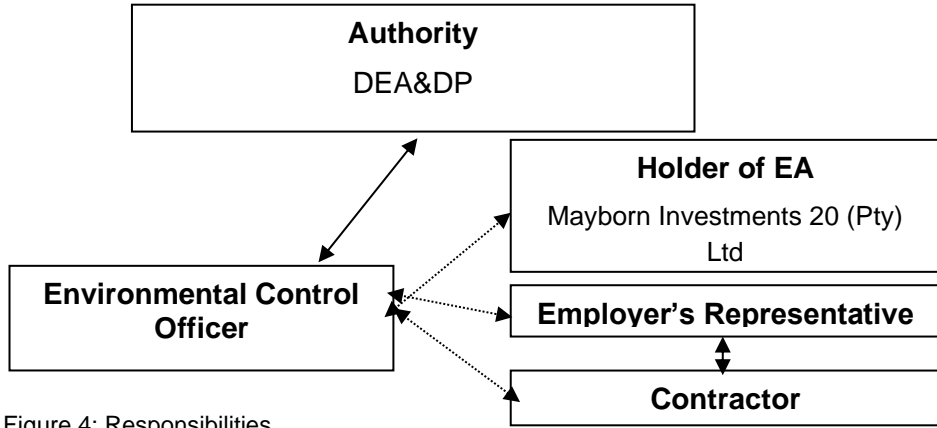 Authority
DEA&DP
Holder of EA
Mayborn Investments 20 (Pty)
Ltd
Environmental Control
Officer
Employer's Representative
Contractor
Figure 4: Responsibilities